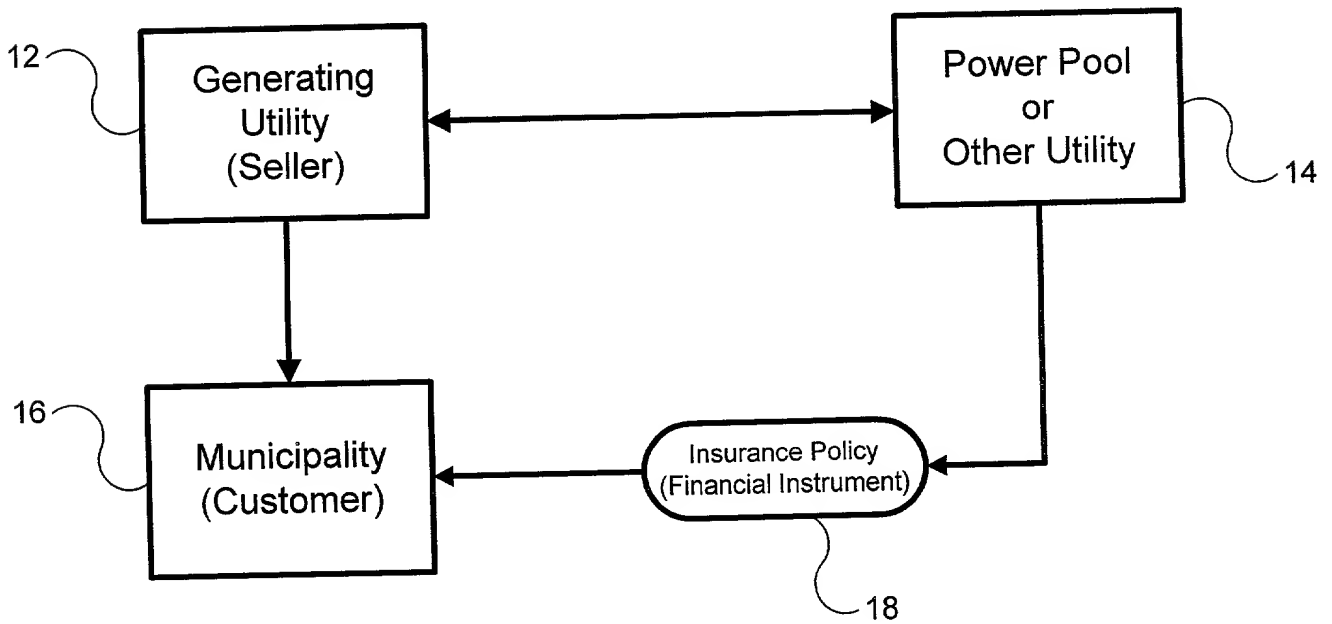 12
Generating
Utility
(Seller)
Power Pool
or
Other Utility
14
16
Municipality
(Customer)
Insurance Policy
(Financial Instrument)
18